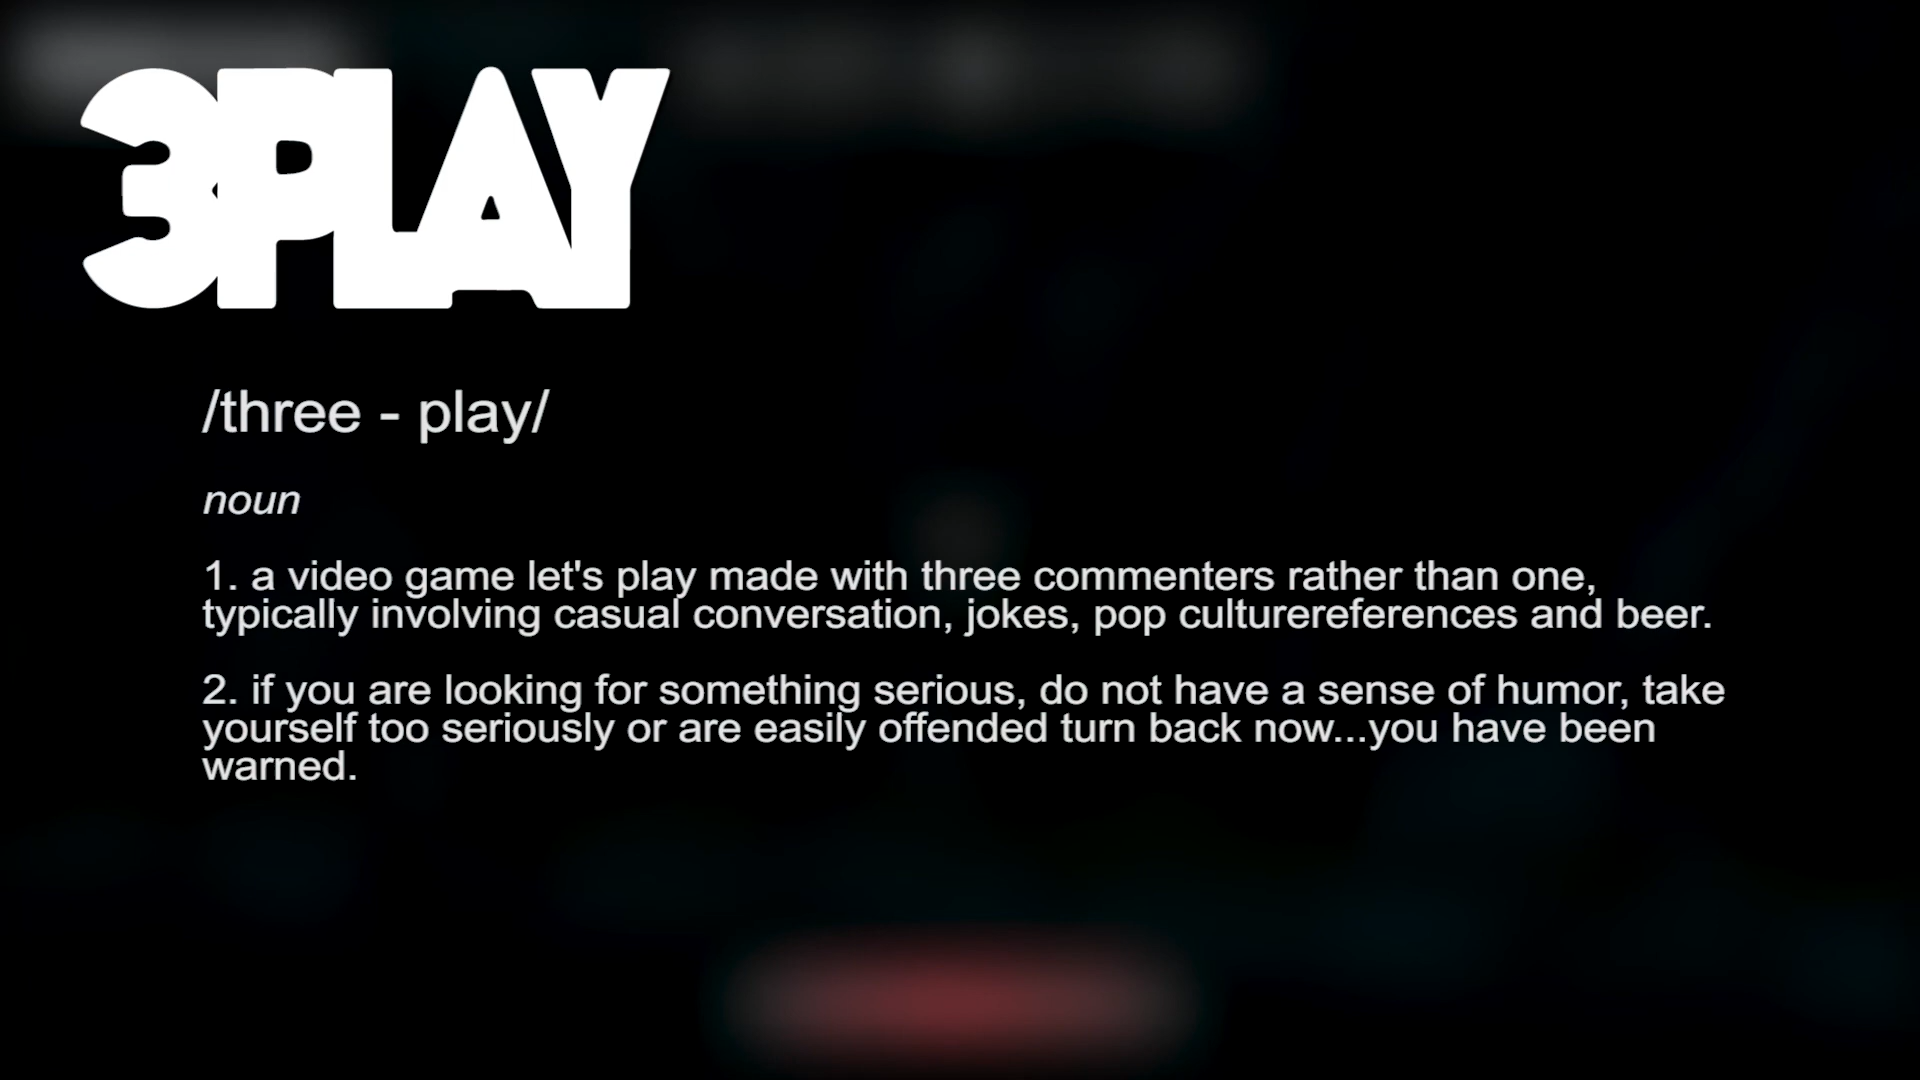 3PLAY
/three - play/
noun
1. a video game let's play made with three commenters rather than one,
typically involving casual conversation, jokes, pop culturereferences and beer.
2. if you are looking for something serious, do not have a sense of humor, take
yourself too seriously or are easily offended turn back now...you have been
warned.